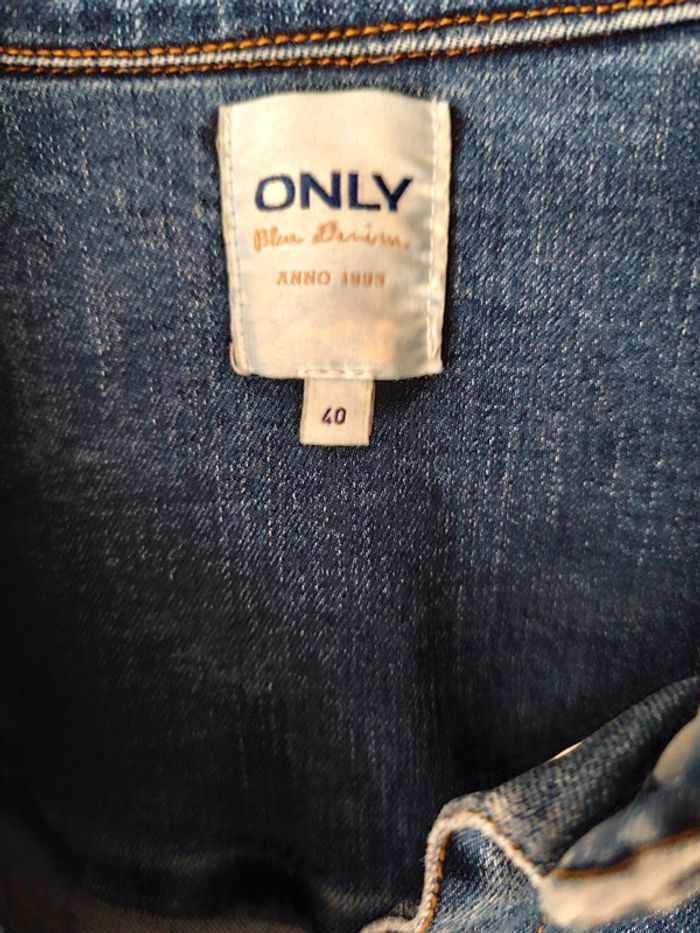 ONLY
Blue Denim
ANNO 1995
40